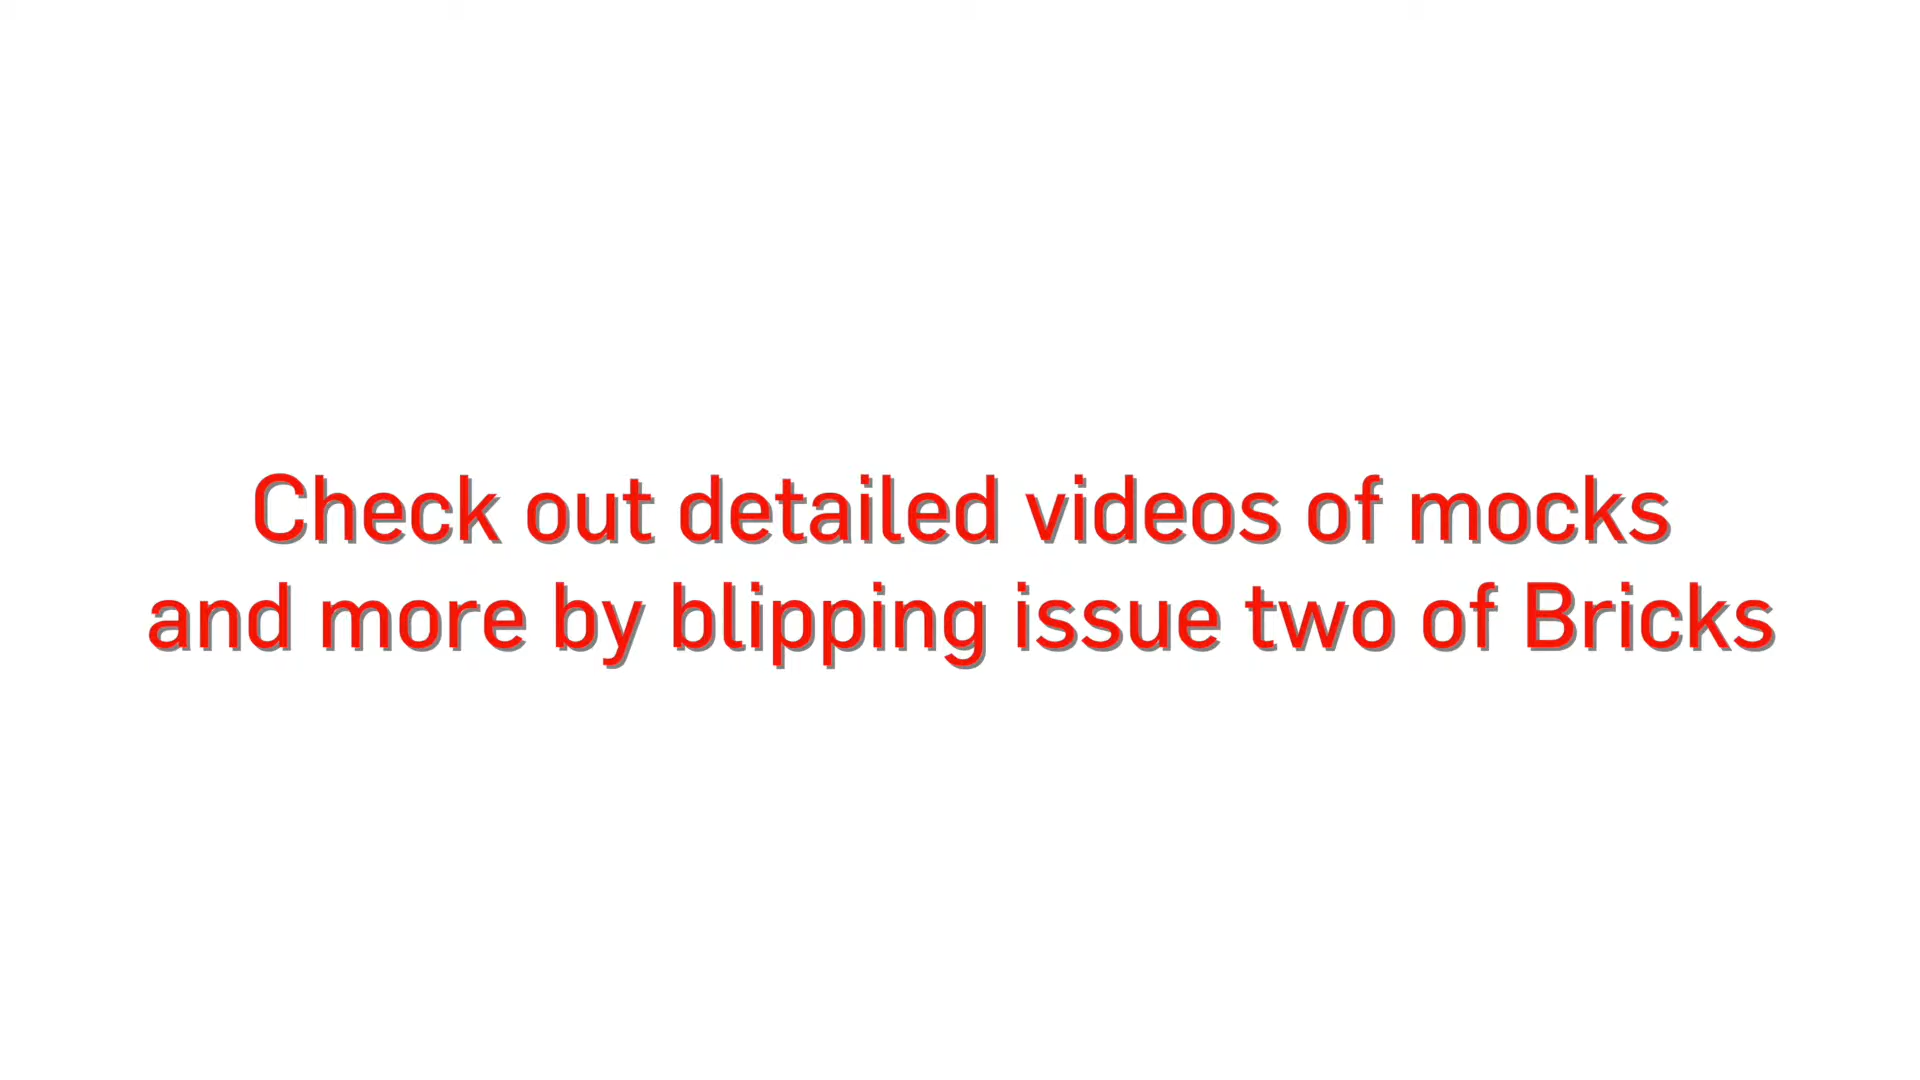 Check out detailed videos of mocks
and more by blipping issue two of Bricks